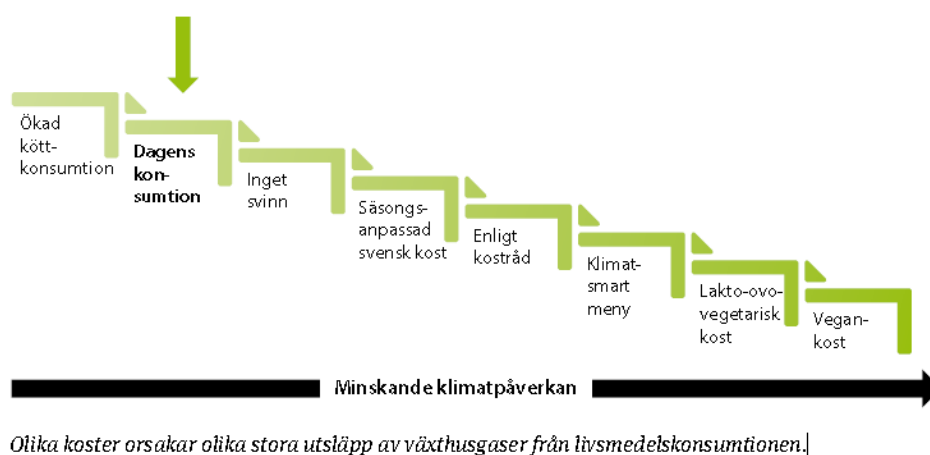 Ökad
kött-
konsumtion
Dagens
kon-
sumtion
Inget
svinn
Säsongs-
anpassad
svensk kost
Enligt
kostråd
Klimat-
smart
meny
Lakto-ovo-
vegetarisk
kost
Vegan-
kost
Minskande klimatpåverkan
Olika koster orsakar olika stora utsläpp av växthusgaser från livsmedelskonsumtionen.